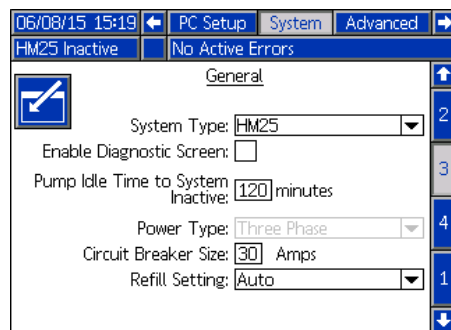 06/08/15 15:19 PC Setup System Advanced
HM25 Inactive No Active Errors
General
2
System Type: HM25
Enable Diagnostic Screen:
3
Pump Idle Time to System
Inactive: 120 minutes
Power Type: Three Phase
4
Circuit Breaker Size: 30 Amps
Refill Setting: Auto
1